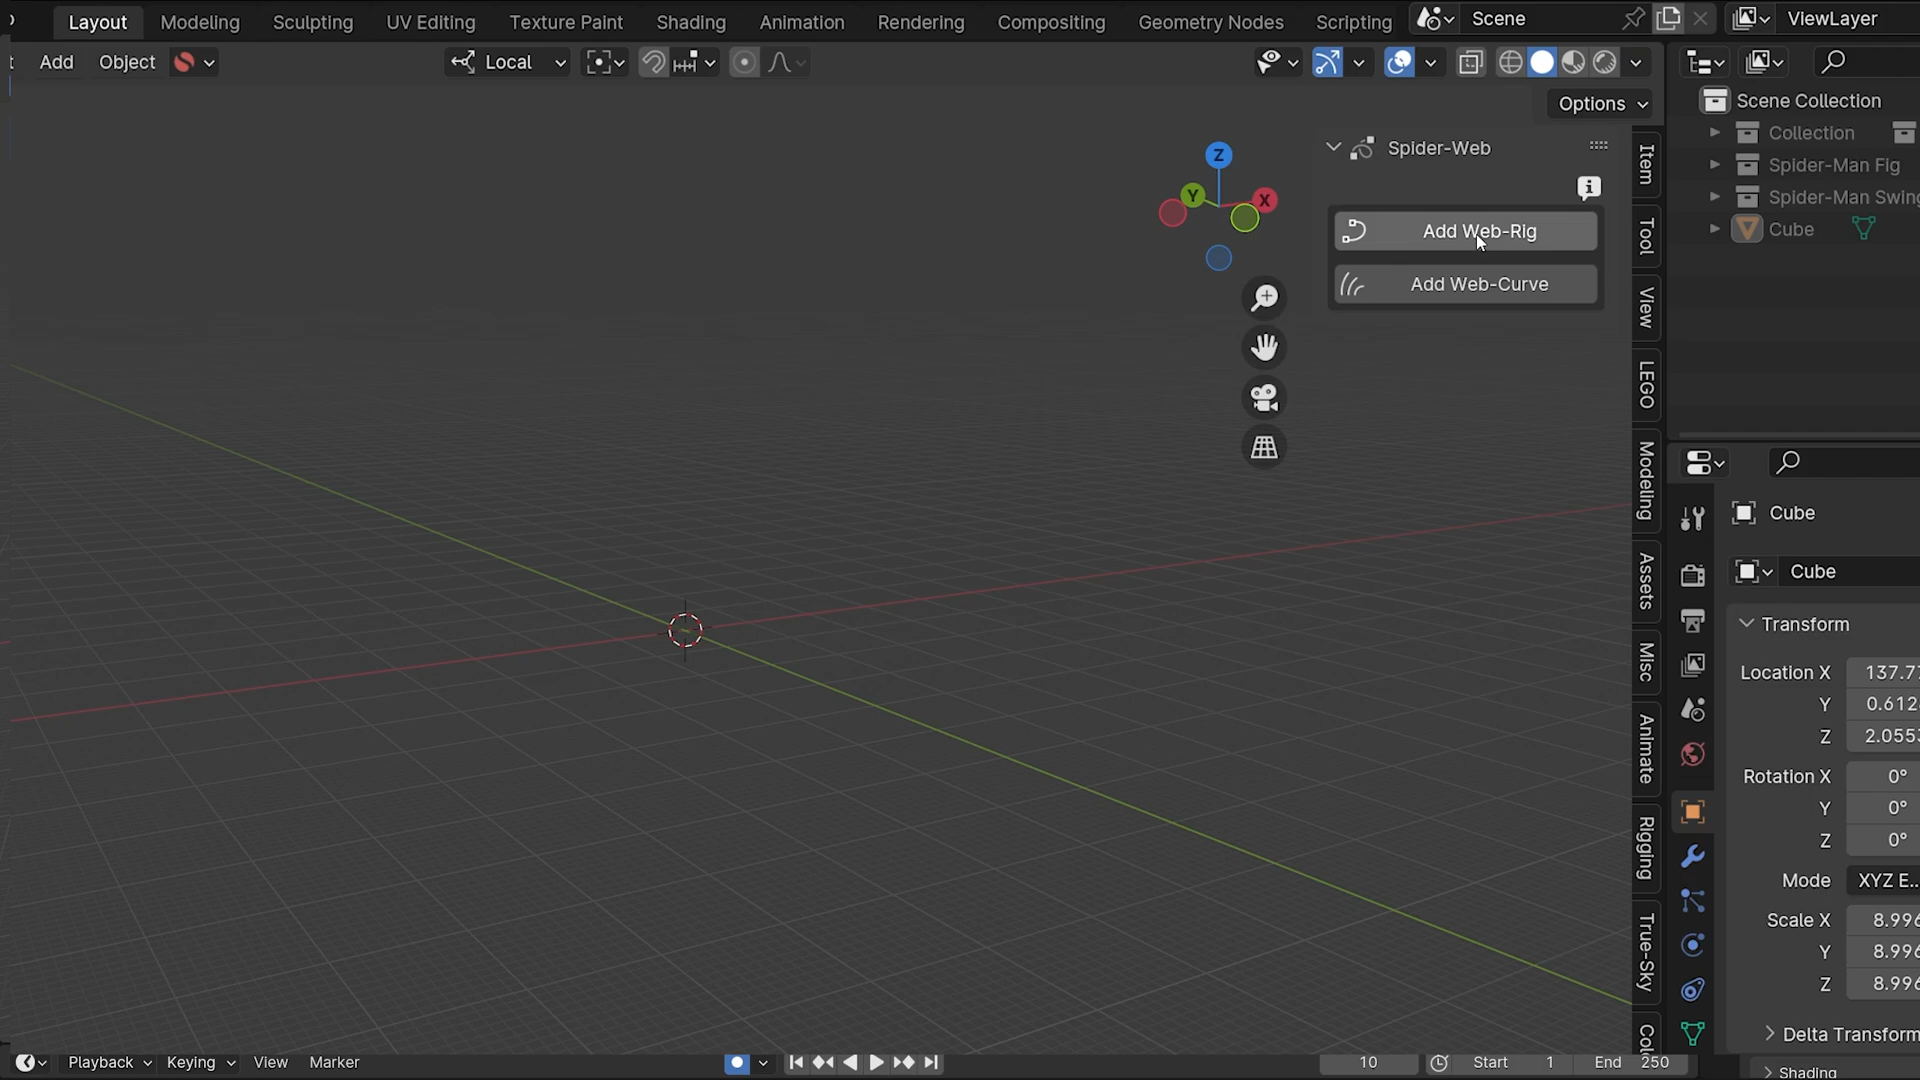 Layout Modeling Sculpting UV Editing Texture Paint Shading Animation Rendering Compositing Geometry Nodes Scripting Scene ViewLayer
Add Object Local
Options
Spider-Web
Add Web-Rig
Add Web-Curve
Z
Y
X
Item
Tool
View
LEGO
Modeling
Assets
Misc
Animate
Rigging
True-Sky
Scene Collection
Collection
Spider-Man Fig
Spider-Man Swing
Cube
Cube
Cube
Transform
Location X 137.7
Y 0.612
Z 2.055
Rotation X 0°
Y 0°
Z 0°
Mode XYZ E..
Scale X 8.996
Y 8.996
Z 8.996
Delta Transform
Shading
Playback Keying View Marker 10 Start 1 End 250